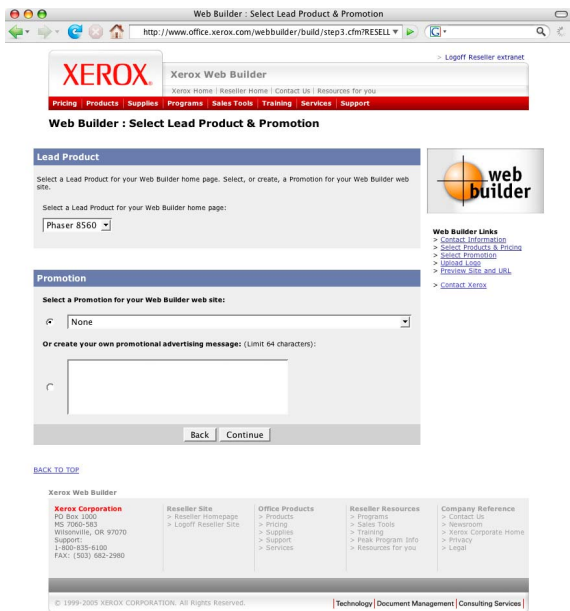 Web Builder : Select Lead Product & Promotion
http://www.office.xerox.com/webbuilder/build/step3.cfm?RESELL
G
> Logoff Reseller extranet
XEROX.
Xerox Web Builder
Xerox Home | Reseller Home | Contact Us | Resources for you
Pricing | Products | Supplies | Programs | Sales Tools | Training | Services | Support
Web Builder : Select Lead Product & Promotion
Lead Product
Select a Lead Product for your Web Builder home page. Select, or create, a Promotion for your Web Builder web
site.
Select a Lead Product for your Web Builder home page:
Phaser 8560
web
builder
Web Builder Links
> Contact Information
> Select Products & Pricing
> Select Promotion
> Upload Logo
> Preview Site and URL
> Contact Xerox
Promotion
Select a Promotion for your Web Builder web site:
None
Or create your own promotional advertising message: (Limit 64 characters):
Back Continue
BACK TO TOP
Xerox Web Builder
Xerox Corporation
PO Box 1000
MS 7060-583
Wilsonville, OR 97070
Support:
1-800-835-6100
FAX: (503) 682-2980
Reseller Site
> Reseller Homepage
> Logoff Reseller Site
Office Products
> Products
> Pricing
> Supplies
> Support
> Services
Reseller Resources
> Programs
> Sales Tools
> Training
> Peak Program Info
> Resources for you
Company Reference
> Contact Us
> Newsroom
> Xerox Corporate Home
> Privacy
> Legal
© 1999-2005 XEROX CORPORATION. All Rights Reserved.
Technology | Document Management | Consulting Services |